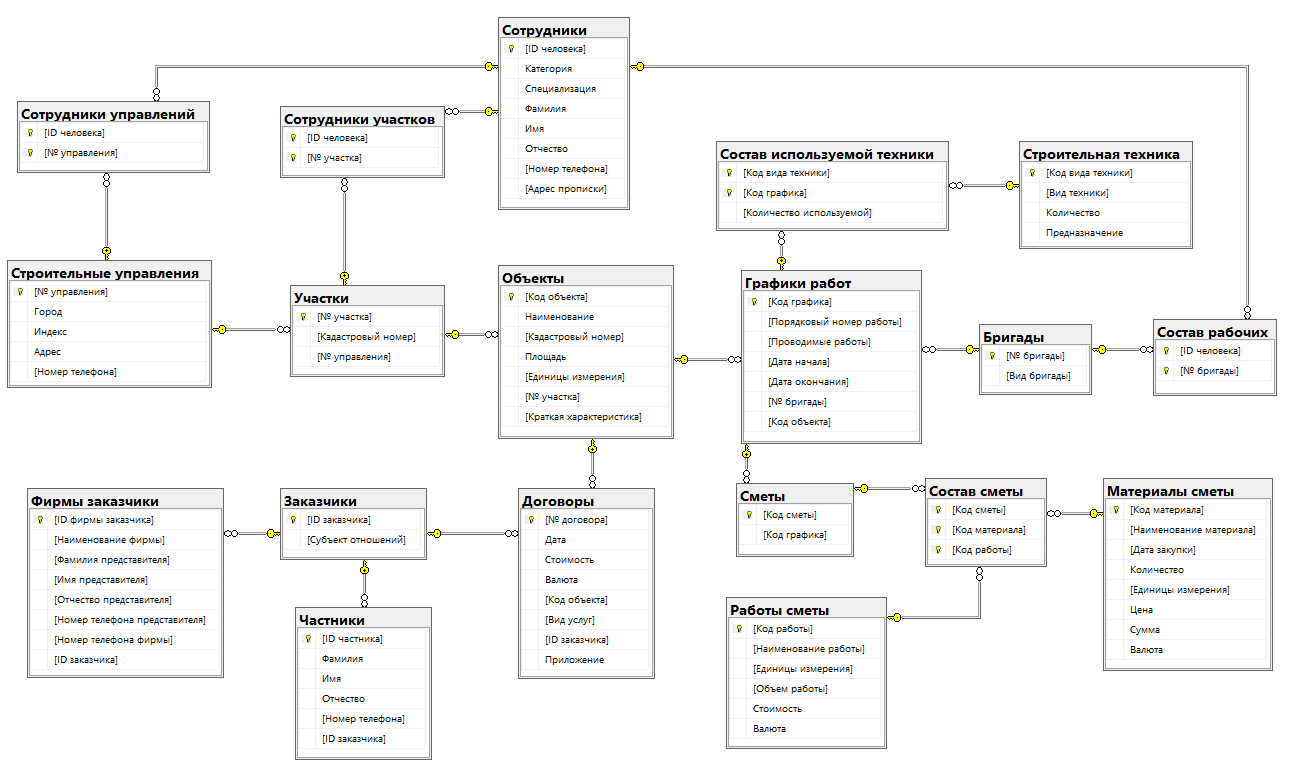 Сотрудники
[ID человека]
Категория
Специализация
Фамилия
Имя
Отчество
[Номер телефона]
[Адрес прописки]
Сотрудники управлений
[ID человека]
[№ управления]
Сотрудники участков
[ID человека]
[№ участка]
Состав используемой техники
[Код вида техники]
[Код графика]
[Количество используемой]
Строительная техника
[Код вида техники]
[Вид техники]
Количество
Предназначение
Строительные управления
[№ управления]
Город
Индекс
Адрес
[Номер телефона]
Участки
[№ участка]
[Кадастровый номер]
[№ управления]
Объекты
[Код объекта]
Наименование
[Кадастровый номер]
Площадь
[Единицы измерения]
[№ участка]
[Краткая характеристика]
Графики работ
[Код графика]
[Порядковый номер работы]
[Проводимые работы]
[Дата начала]
[Дата окончания]
[№ бригады]
[Код объекта]
Бригады
[№ бригады]
[Вид бригады]
Состав рабочих
[ID человека]
[№ бригады]
Фирмы заказчики
[ID фирмы заказчика]
[Наименование фирмы]
[Фамилия представителя]
[Имя представителя]
[Отчество представителя]
[Номер телефона представителя]
[Номер телефона фирмы]
[ID заказчика]
Заказчики
[ID заказчика]
[Субъект отношений]
Договоры
[№ договора]
Дата
Стоимость
Валюта
[Код объекта]
[Вид услуг]
[ID заказчика]
Приложение
Сметы
[Код сметы]
[Код графика]
Состав сметы
[Код сметы]
[Код материала]
[Код работы]
Материалы сметы
[Код материала]
[Наименование материала]
[Дата закупки]
Количество
[Единицы измерения]
Цена
Сумма
Валюта
Частники
[ID частника]
Фамилия
Имя
Отчество
[Номер телефона]
[ID заказчика]
Работы сметы
[Код работы]
[Наименование работы]
[Единицы измерения]
[Объем работы]
Стоимость
Валюта